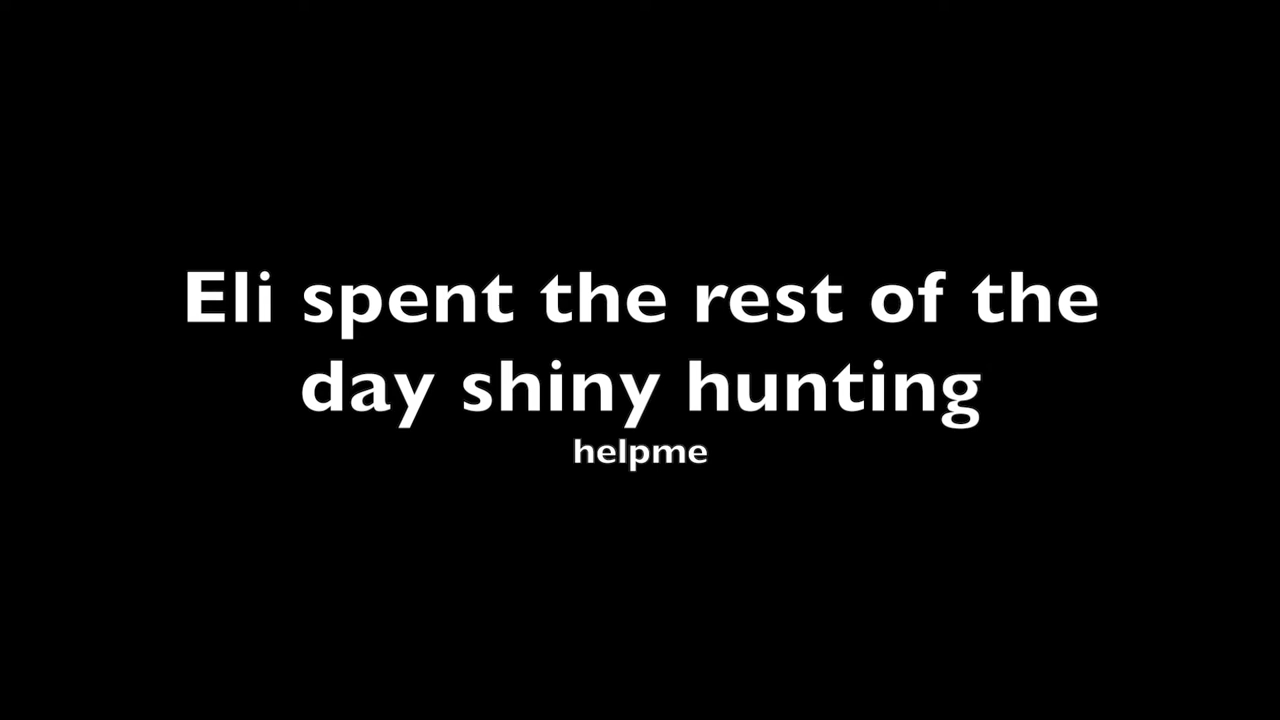 Eli spent the rest of the
day shiny hunting
helpme